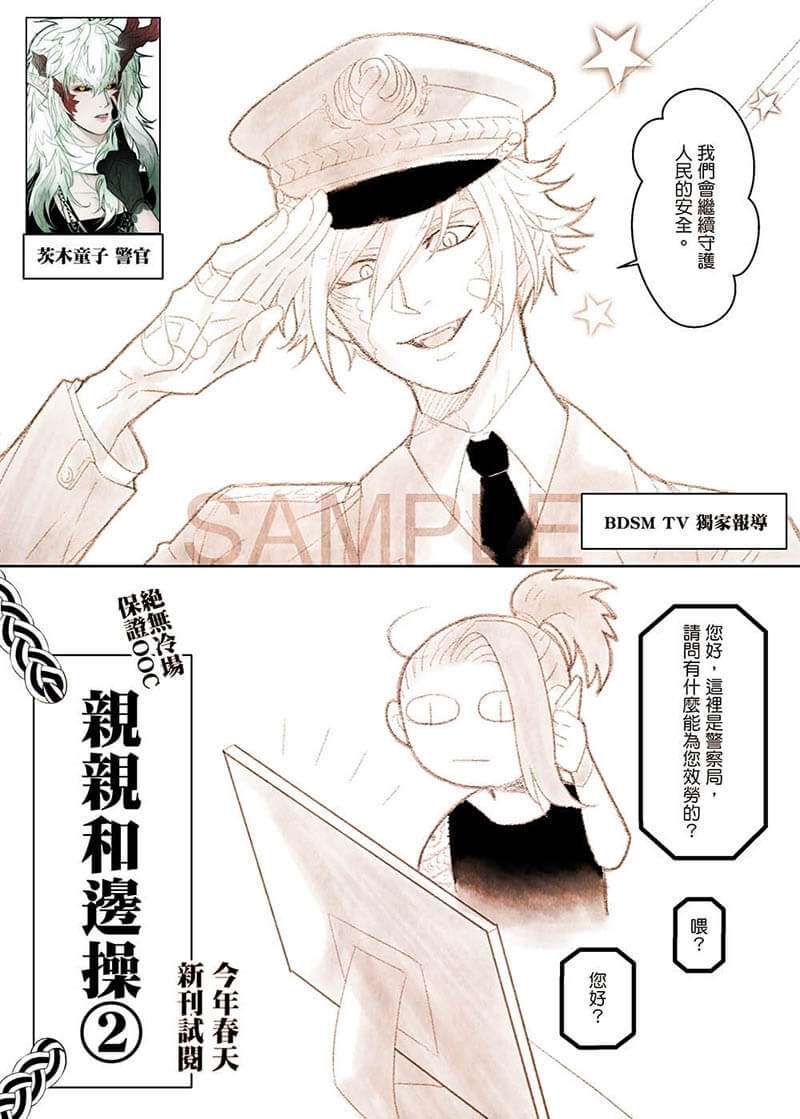 茨木童子 警官
我們會繼續守護
人民的安全。
SAMPLE
BDSM TV 獨家報導
您好，這裡是警察局，
請問有什麼能為您效勞的？
喂？
您好？
絕無冷場
保證OOC
親親和邊操②
今年春天
新刊試閱